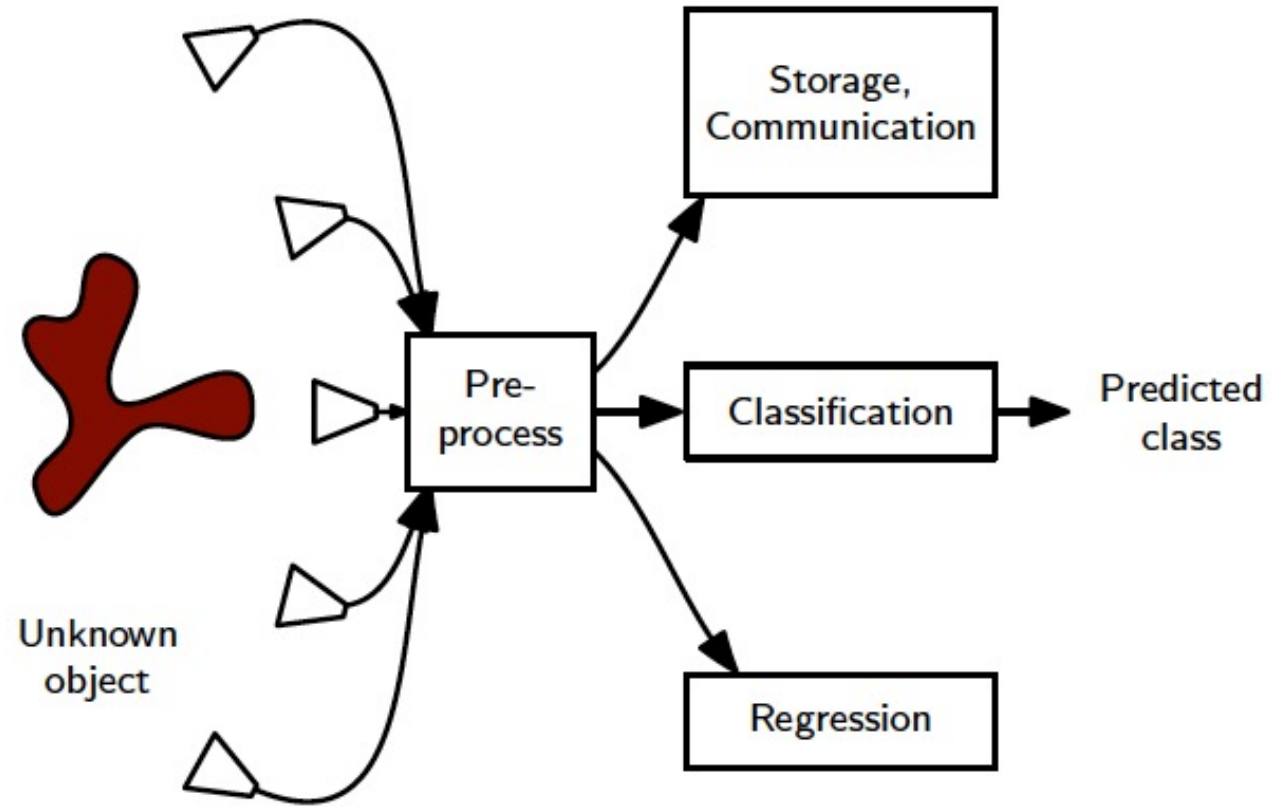 Storage,
Communication
Pre-
process
Classification
Predicted
class
Unknown
object
Regression